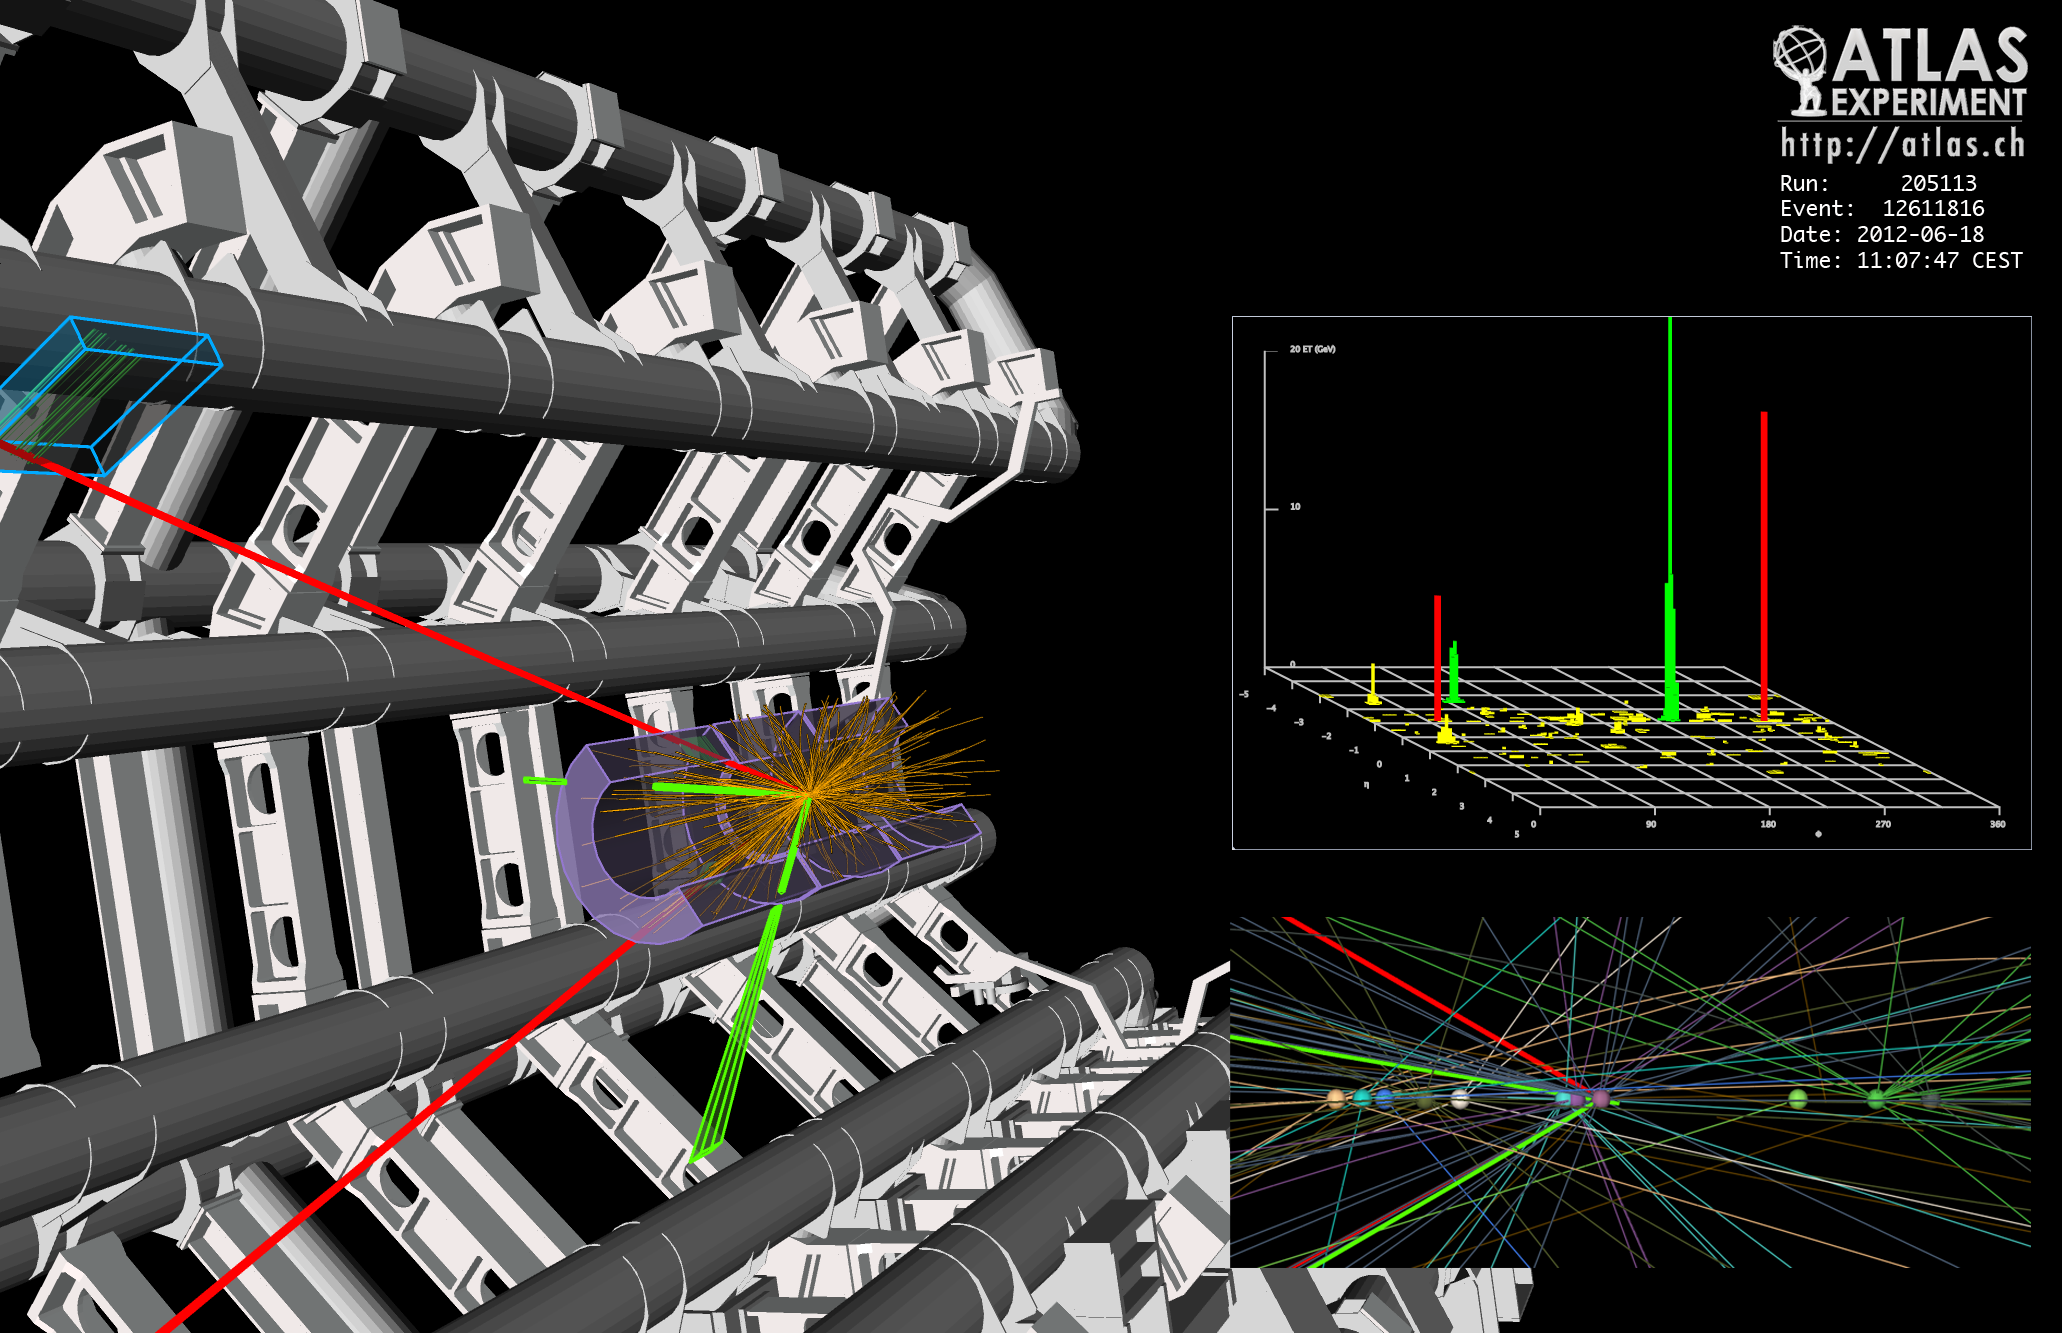 ATLAS
EXPERIMENT
http://atlas.ch
Run: 205113
Event: 12611816
Date: 2012-06-18
Time: 11:07:47 CEST
20 ET (GeV)
10
0
-5
-4
-3
-2
-1
0
1
2
3
4
5
η
0
90
180
270
360
Φ